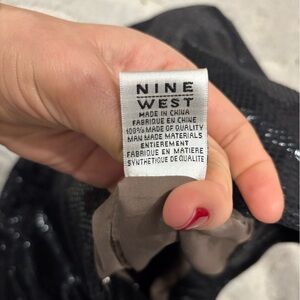 NINE
WEST
MADE IN CHINA
FABRIQUE EN CHINE
100% MADE OF QUALITY
MAN MADE MATERIALS
ENTIEREMENT
FABRIQUE EN MATIERE
SYNTHETIQUE DE QUALITE